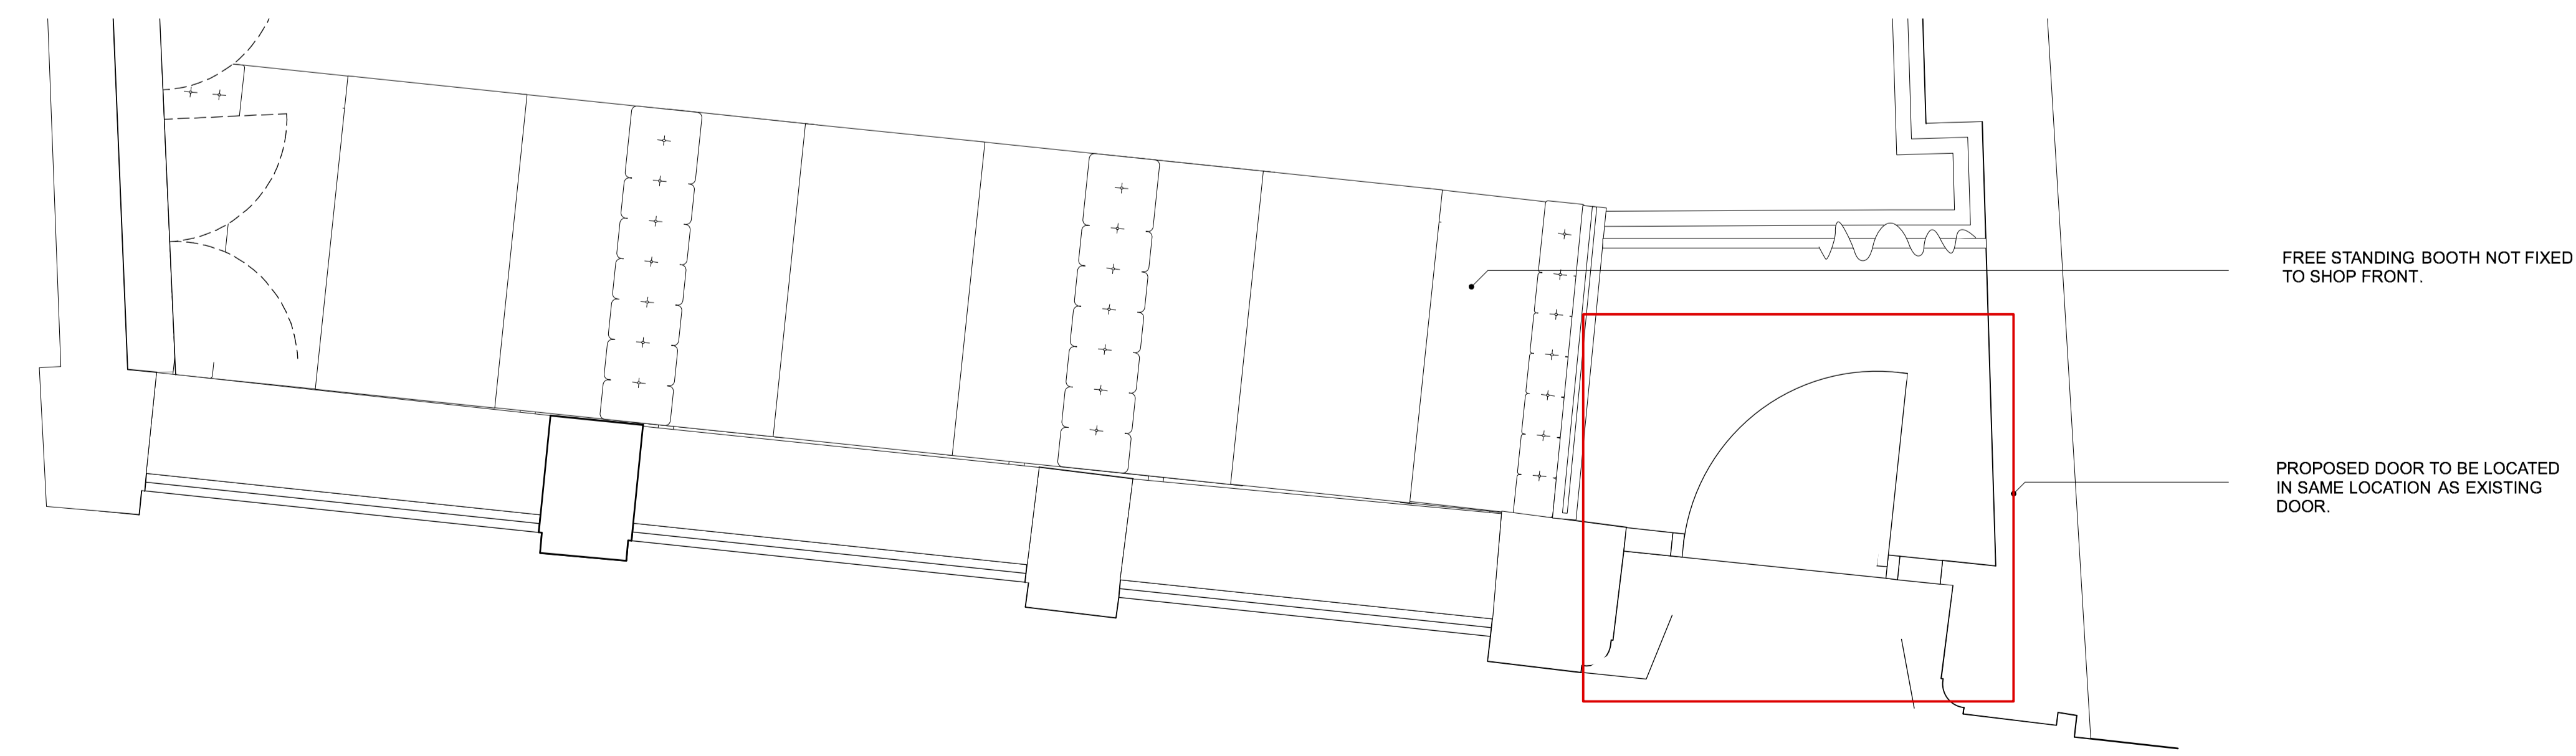 FREE STANDING BOOTH NOT FIXED
TO SHOP FRONT.
PROPOSED DOOR TO BE LOCATED
IN SAME LOCATION AS EXISTING
DOOR.